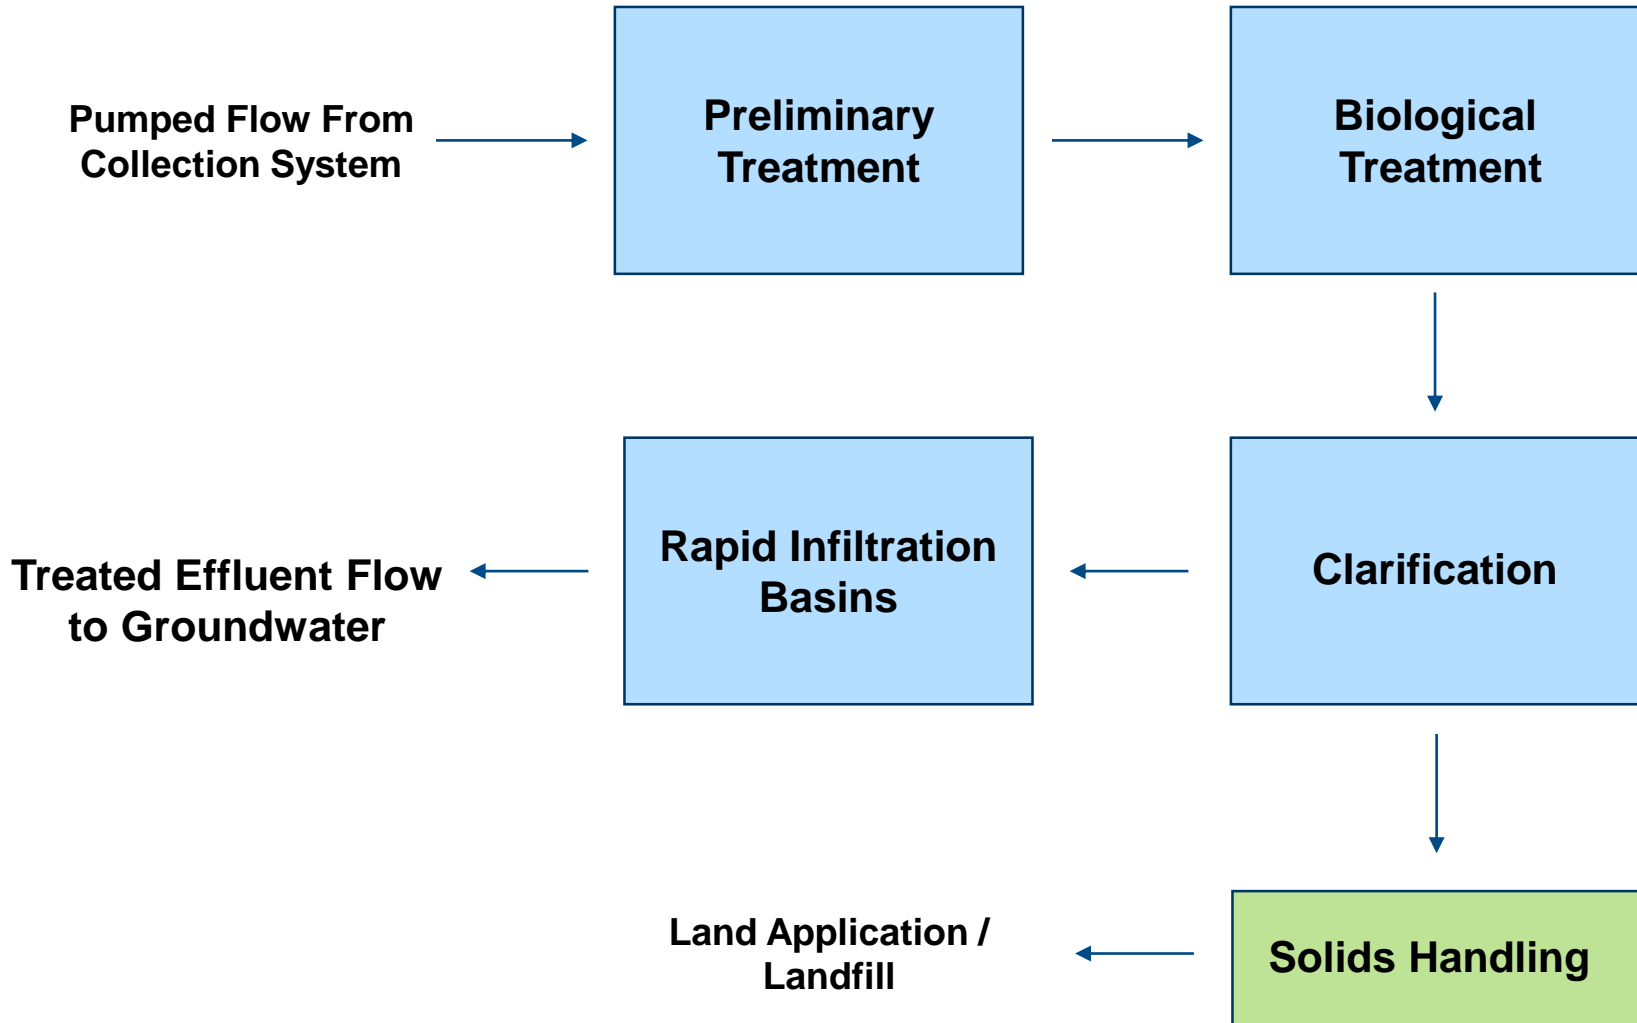 Pumped Flow From
Collection System
Preliminary
Treatment
Biological
Treatment
Treated Effluent Flow
to Groundwater
Rapid Infiltration
Basins
Clarification
Land Application /
Landfill
Solids Handling